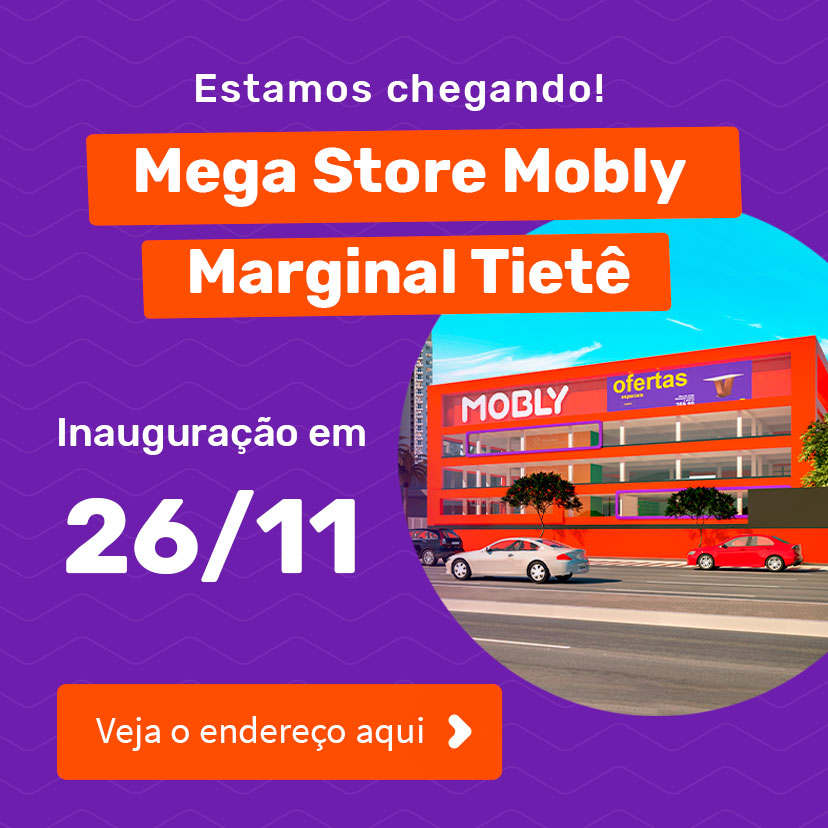 Estamos chegando!
Mega Store Mobly
Marginal Tietê
MOBLY
ofertas
especiais
Inauguração em
26/11
Veja o endereço aqui